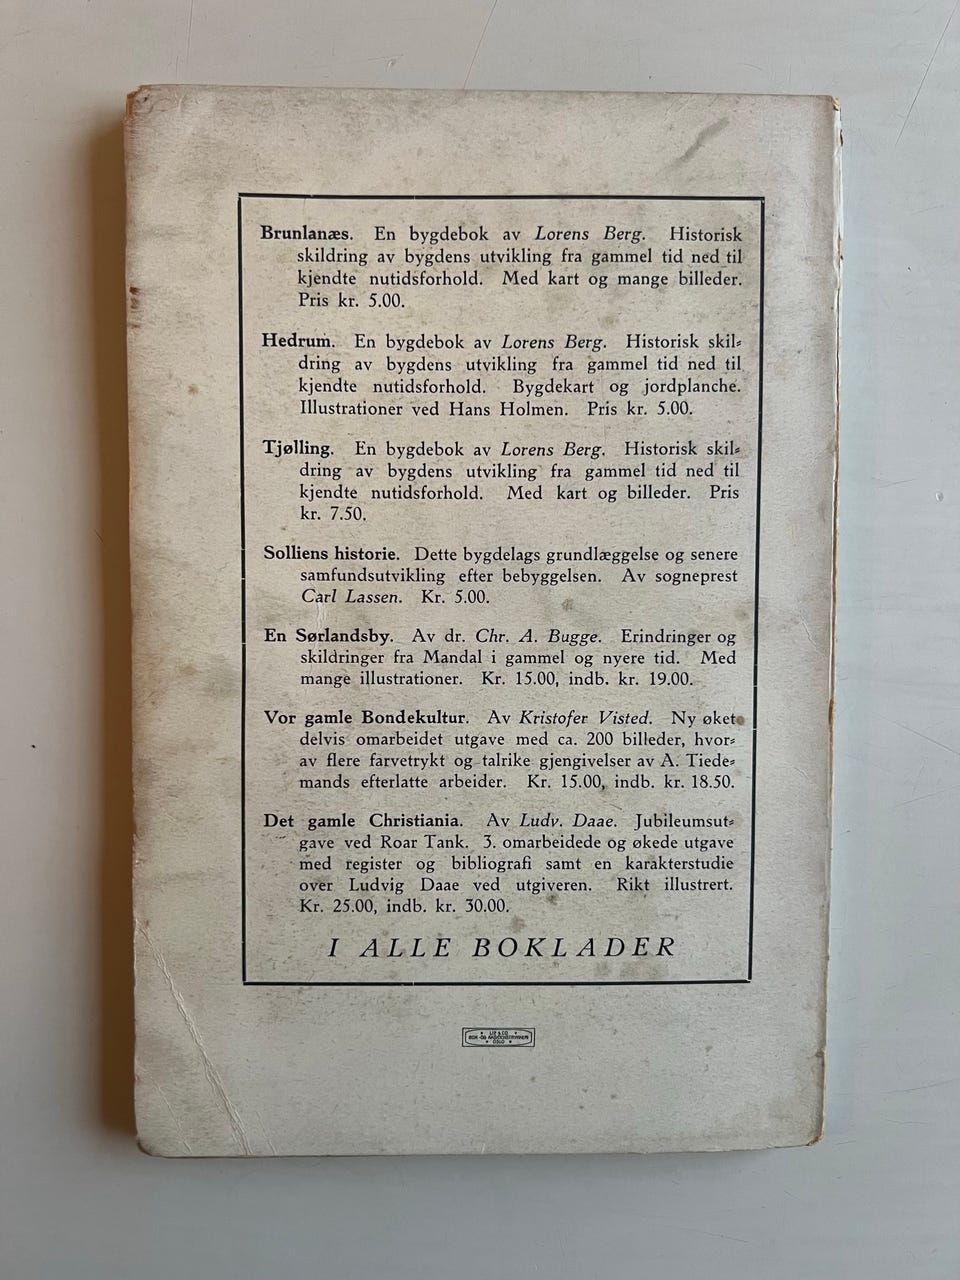 Brunlanæs. En bygdebok av Lorens Berg. Historisk
skildring av bygdens utvikling fra gammel tid ned til
kjendte nutidsforhold. Med kart og mange billeder.
Pris kr. 5.00.
Hedrum. En bygdebok av Lorens Berg. Historisk skil-
dring av bygdens utvikling fra gammel tid ned til
kjendte nutidsforhold. Bygdekart og jordplanche.
Illustrationer ved Hans Holmen. Pris kr. 5.00.
Tjølling. En bygdebok av Lorens Berg. Historisk skil-
dring av bygdens utvikling fra gammel tid ned til
kjendte nutidsforhold. Med kart og billeder. Pris
kr. 7.50.
Solliens historie. Dette bygdelags grundlæggelse og senere
samfundsutvikling efter bebyggelsen. Av sogneprest
Carl Lassen. Kr. 5.00.
En Sørlandsby. Av dr. Chr. A. Bugge. Erindringer og
skildringer fra Mandal i gammel og nyere tid. Med
mange illustrationer. Kr. 15.00, indb. kr. 19.00.
Vor gamle Bondekultur. Av Kristofer Visted. Ny øket
delvis omarbeidet utgave med ca. 200 billeder, hvor-
av flere farvetrykt og talrike gjengivelser av A. Tiede-
mands efterlatte arbeider. Kr. 15.00, indb. kr. 18.50.
Det gamle Christiania. Av Ludv. Daae. Jubileumsut-
gave ved Roar Tank. 3. omarbeidede og økede utgave
med register og bibliografi samt en karakterstudie
over Ludvig Daae ved utgiveren. Rikt illustrert.
Kr. 25.00, indb. kr. 30.00.
I ALLE BOKLADER
OSLO